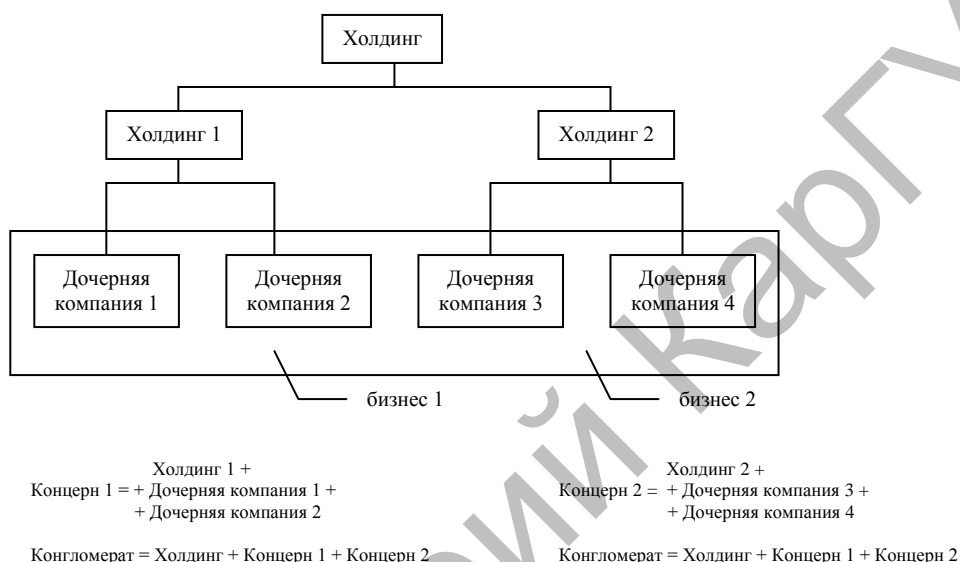 Холдинг
Холдинг 1
Холдинг 2
Дочерняя
компания 1
Дочерняя
компания 2
Дочерняя
компания 3
Дочерняя
компания 4
бизнес 1
бизнес 2
Холдинг 1 +
Концерн 1 = + Дочерняя компания 1 +
+ Дочерняя компания 2
Холдинг 2 +
Концерн 2 = + Дочерняя компания 3 +
+ Дочерняя компания 4
Конгломерат = Холдинг + Концерн 1 + Концерн 2
Конгломерат = Холдинг + Концерн 1 + Концерн 2